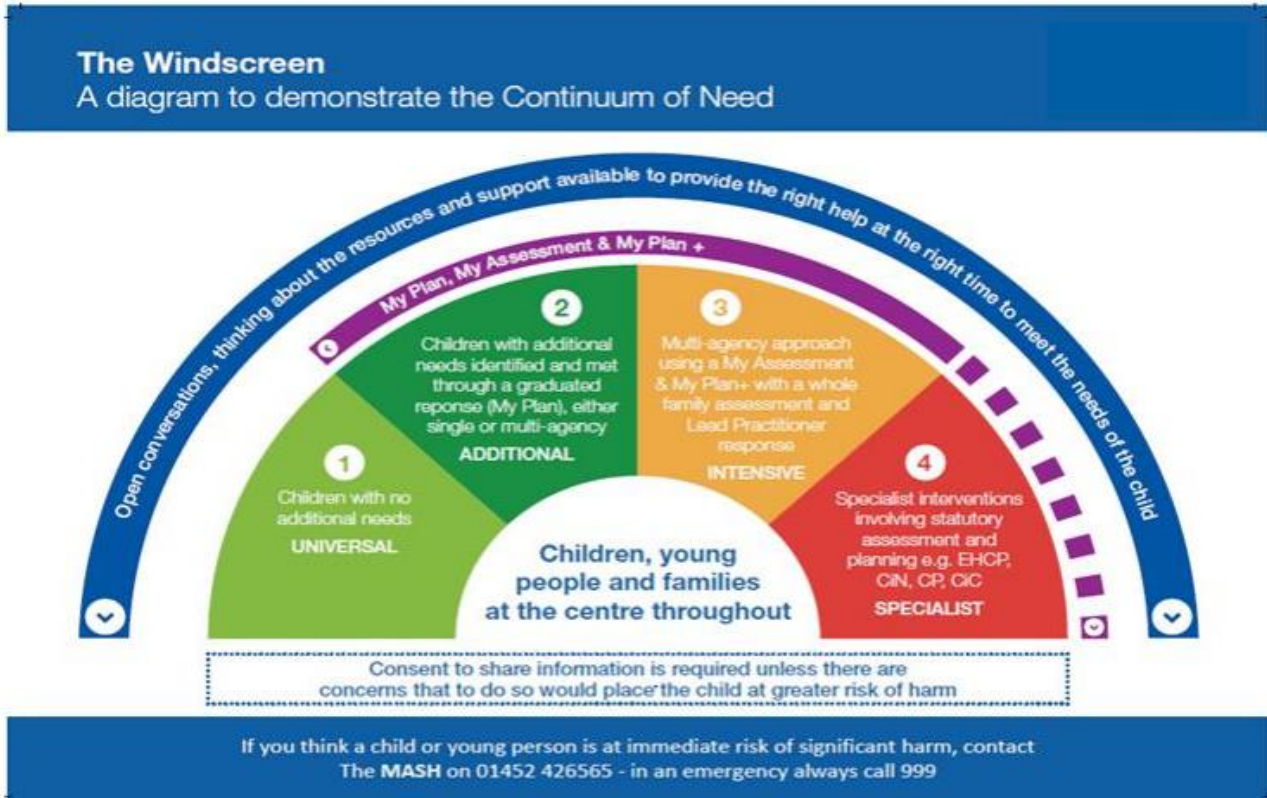 The Windscreen
A diagram to demonstrate the Continuum of Need
Open conversations, thinking about the resources and support available to provide the right help at the right time to meet the needs of the child
My Plan, My Assessment & My Plan +
1
Children with no
additional needs
UNIVERSAL
2
Children with additional
needs identified and met
through a graduated
reponse (My Plan), either
single or multi-agency
ADDITIONAL
3
Multi-agency approach
using a My Assessment
& My Plan+ with a whole
family assessment and
Lead Practitioner
response
INTENSIVE
4
Specialist interventions
involving statutory
assessment and
planning e.g. EHCP,
CiN, CP, CiC
SPECIALIST
Children, young
people and families
at the centre throughout
Consent to share information is required unless there are
concerns that to do so would place the child at greater risk of harm
If you think a child or young person is at immediate risk of significant harm, contact
The MASH on 01452 426565 - in an emergency always call 999